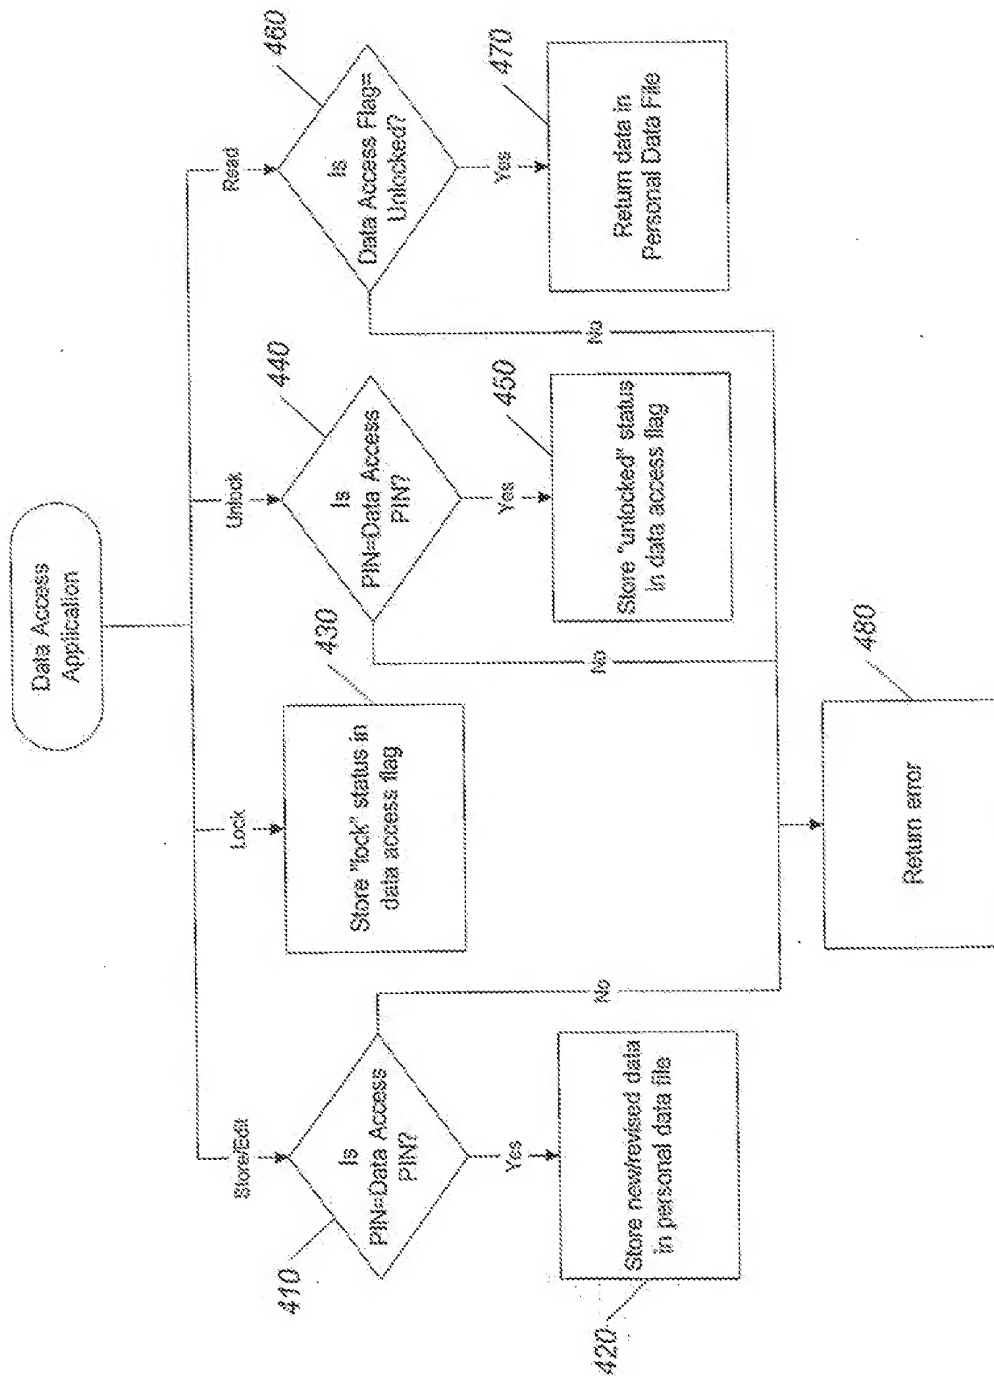 Data Access
Application
Store/Edit
Lock
Unlock
Read
410
Is
PIN=Data Access
PIN?
Yes
No
420
Store new/revised data
in personal data file
430
Store "lock" status in
data access flag
440
Is
PIN=Data Access
PIN?
Yes
No
450
Store "unlocked" status
in data access flag
460
Is
Data Access Flag=
Unlocked?
Yes
No
470
Return data in
Personal Data File
480
Return error